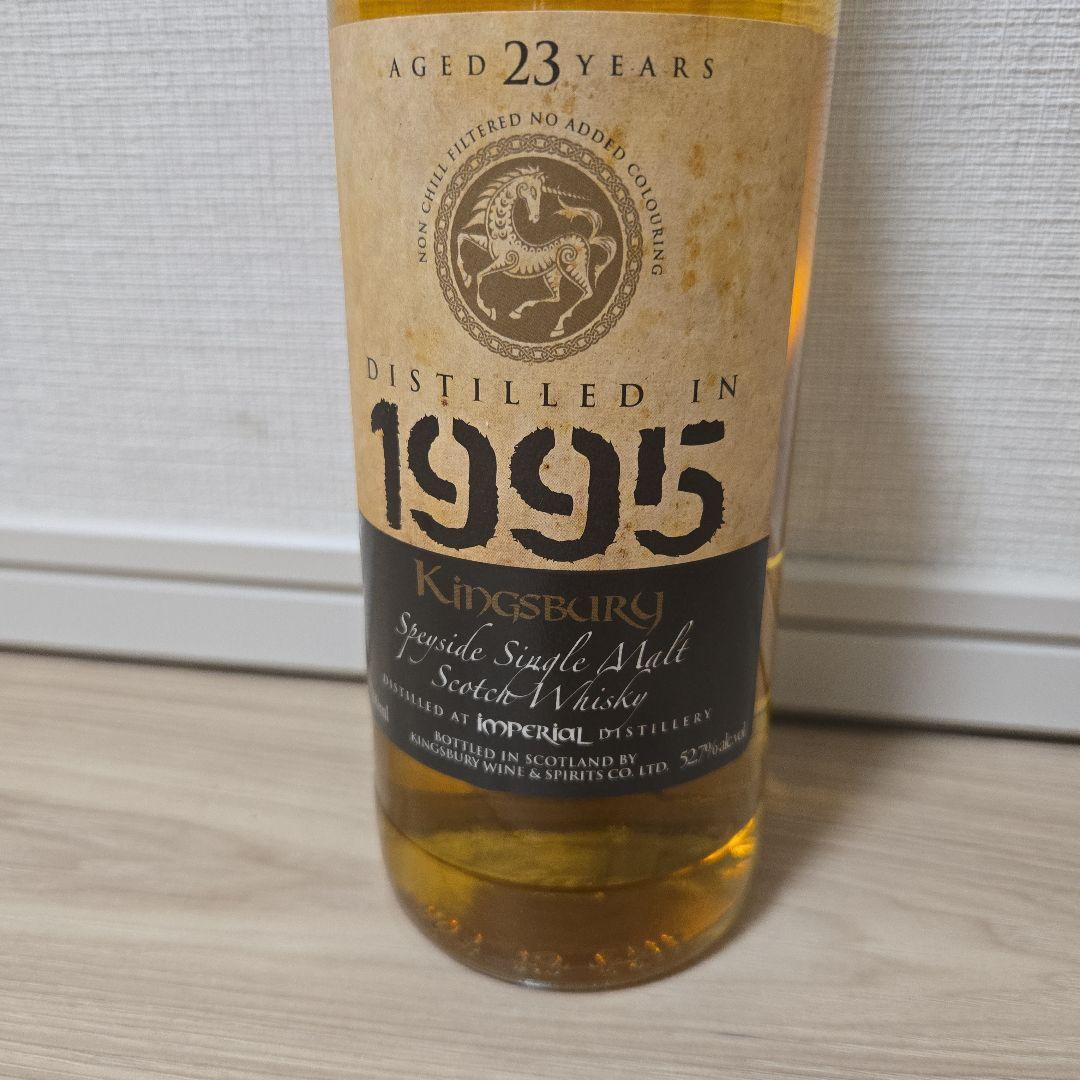 AGED 23 YEARS
NON CHILL FILTERED NO ADDED COLOURING
DISTILLED IN
1995
KINGSBURY
Speyside Single Malt
Scotch Whisky
DISTILLED AT IMPERIAL DISTILLERY
ml
BOTTLED IN SCOTLAND BY
KINGSBURY WINE & SPIRITS CO. LTD.
52.7% alc.vol